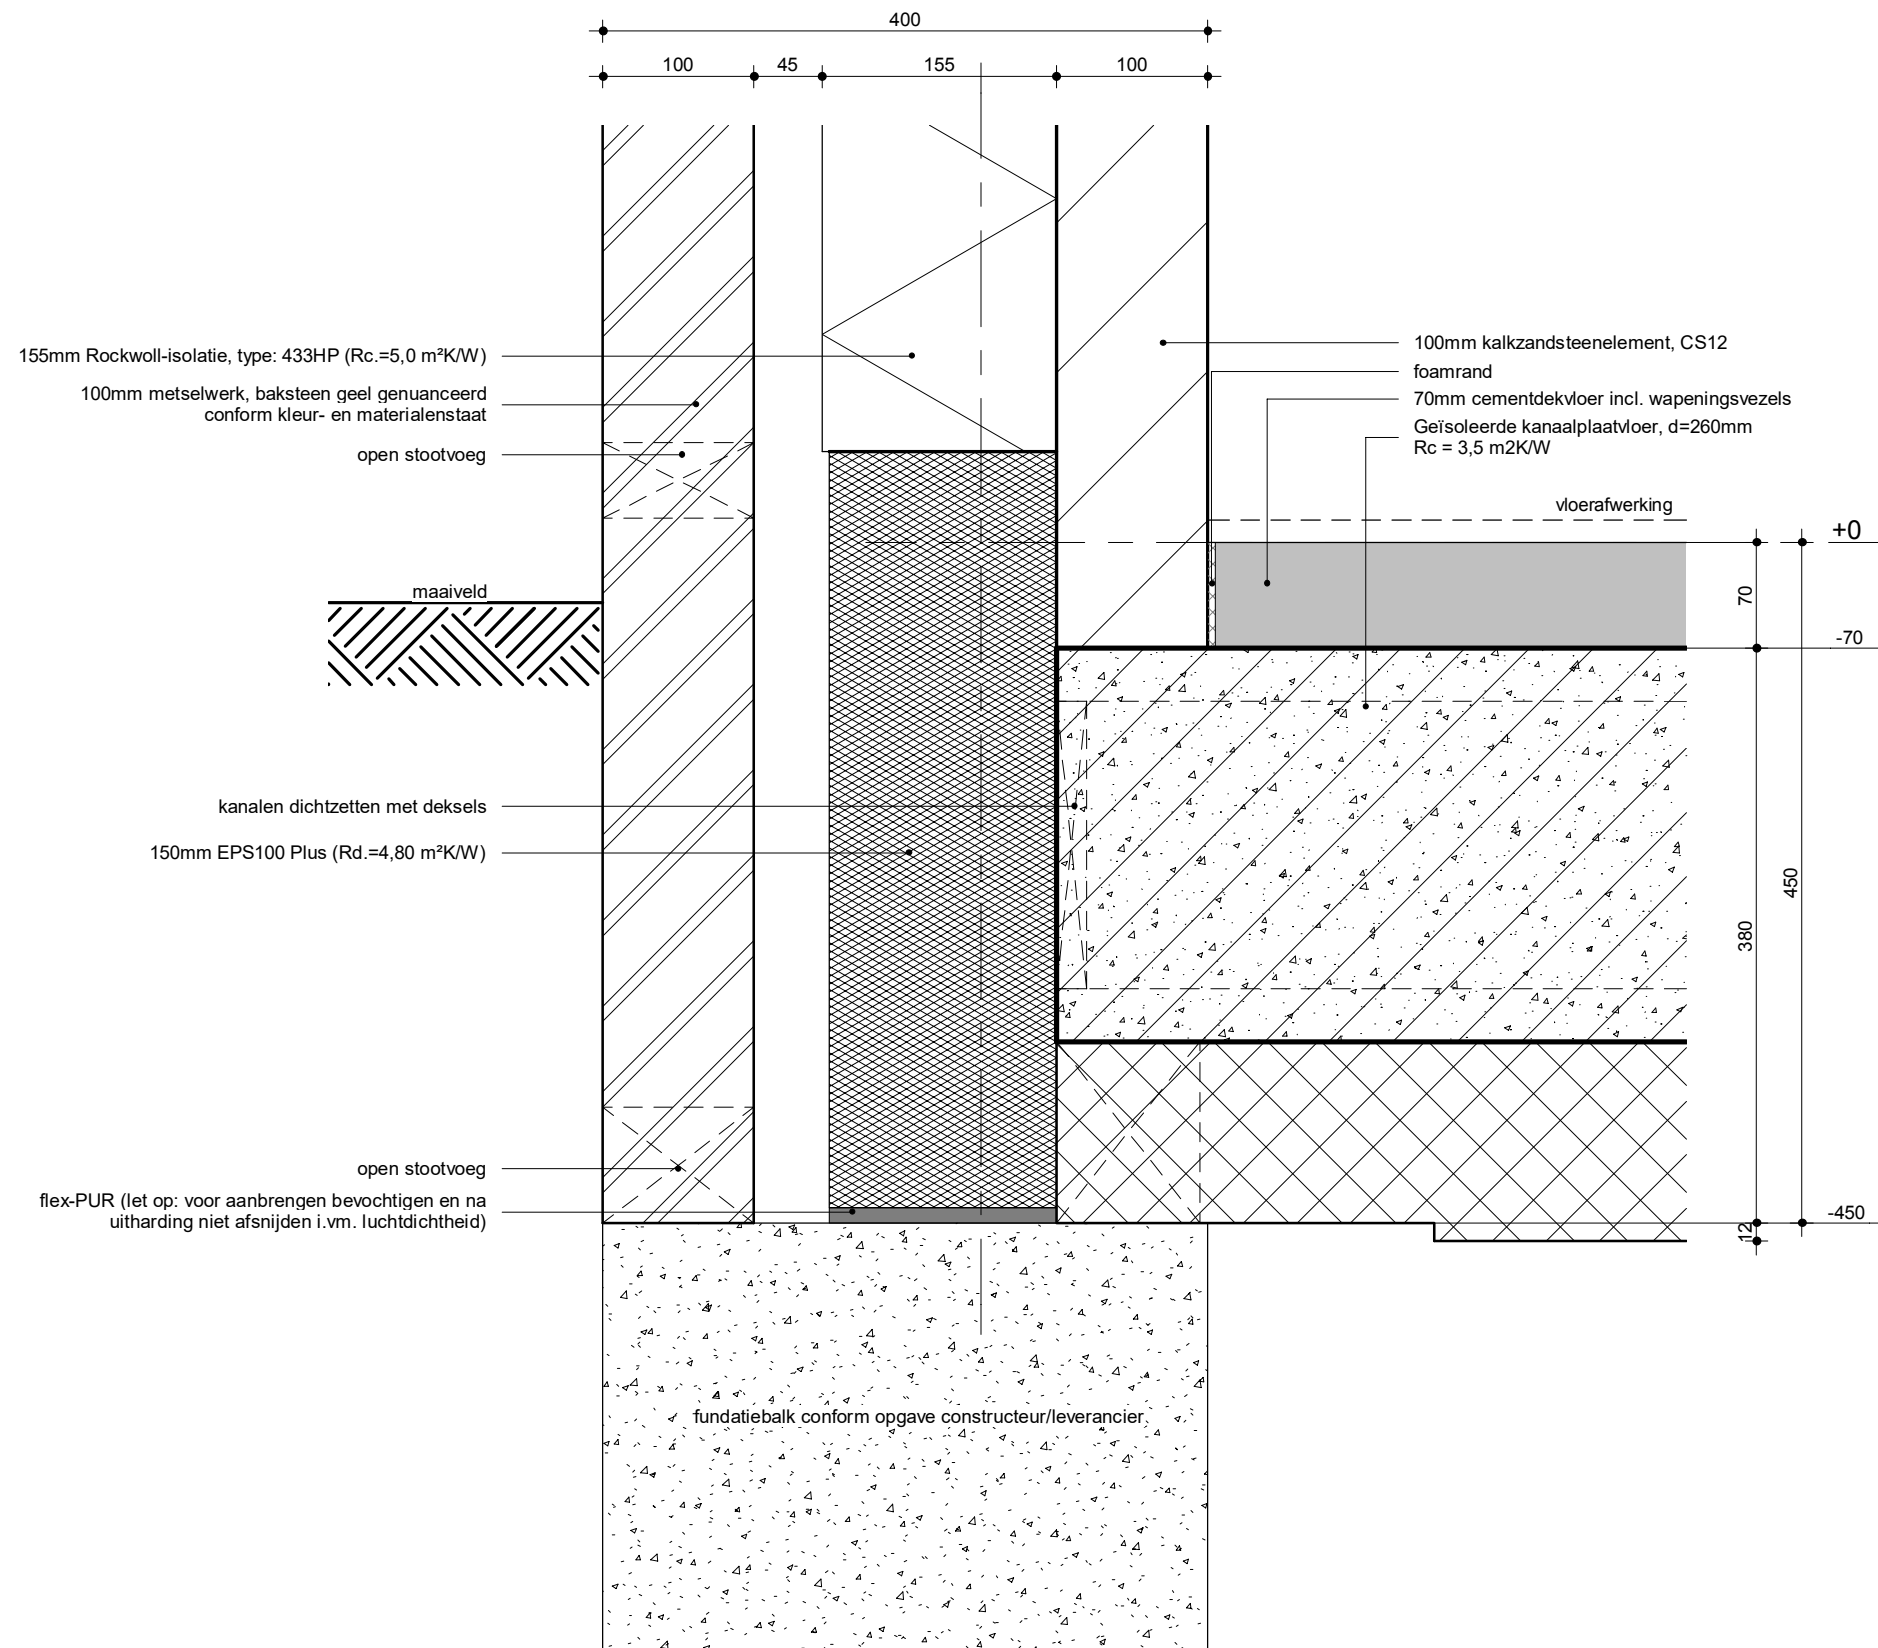 400
100
45
155
100
155mm Rockwoll-isolatie, type: 433HP (Rc.=5,0 m²K/W)
100mm metselwerk, baksteen geel genuanceerd
conform kleur- en materialenstaat
open stootvoeg
maaiveld
kanalen dichtzetten met deksels
150mm EPS100 Plus (Rd.=4,80 m²K/W)
open stootvoeg
flex-PUR (let op: voor aanbrengen bevochtigen en na
uitharding niet afsnijden i.vm. luchtdichtheid)
100mm kalkzandsteenelement, CS12
foamrand
70mm cementdekvloer incl. wapeningsvezels
Geïsoleerde kanaalplaatvloer, d=260mm
Rc = 3,5 m2K/W
vloerafwerking
+0
70
-70
450
380
-450
12
fundatiebalk conform opgave constructeur/leverancier